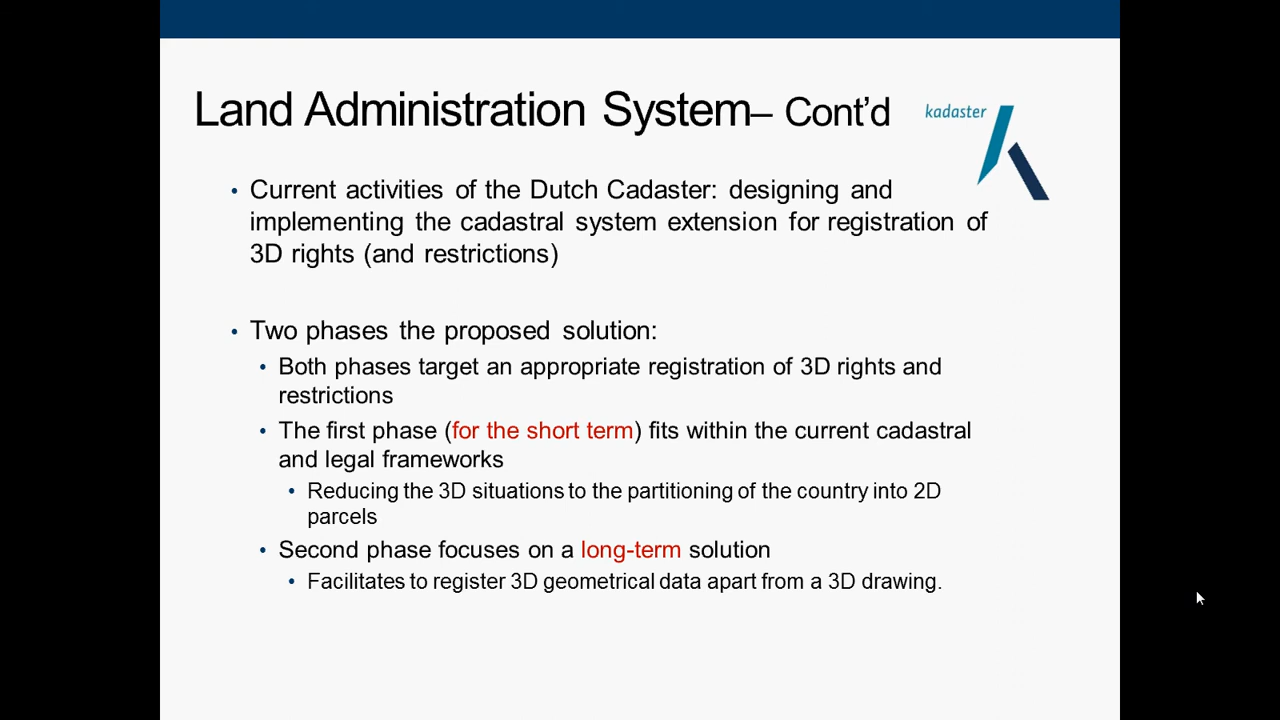 Land Administration System– Cont’d
kadaster
• Current activities of the Dutch Cadaster: designing and
implementing the cadastral system extension for registration of
3D rights (and restrictions)
• Two phases the proposed solution:
• Both phases target an appropriate registration of 3D rights and
restrictions
• The first phase (for the short term) fits within the current cadastral
and legal frameworks
• Reducing the 3D situations to the partitioning of the country into 2D
parcels
• Second phase focuses on a long-term solution
• Facilitates to register 3D geometrical data apart from a 3D drawing.